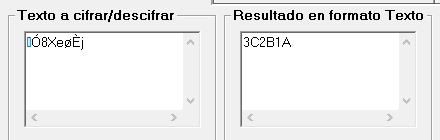 Texto a cifrar/descifrar
Resultado en formato Texto
Ó8XeøÈj
3C2B1A